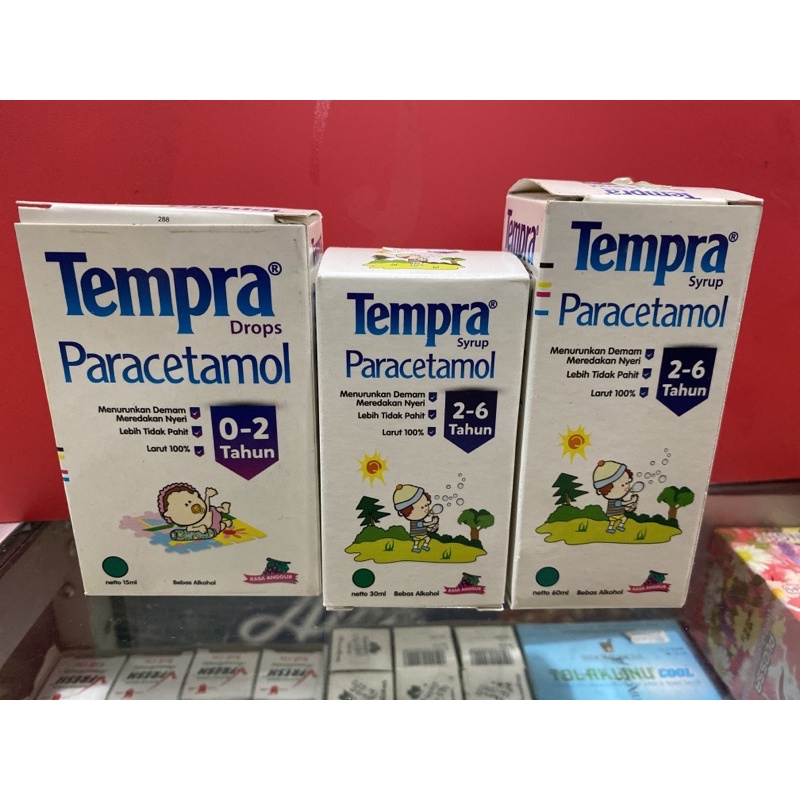 288
Tempra®
Drops
Paracetamol
Menurunkan Demam
Meredakan Nyeri
Lebih Tidak Pahit
Larut 100%
0-2
Tahun
netto 15ml
Bebas Alkohol
RASA ANGGUR
Tempra®
Syrup
Paracetamol
Menurunkan Demam
Meredakan Nyeri
Lebih Tidak Pahit
Larut 100%
2-6
Tahun
netto 30ml
Bebas Alkohol
RASA ANGGUR
Tempra
Tempra®
Syrup
Paracetamol
Menurunkan Demam
Meredakan Nyeri
Lebih Tidak Pahit
Larut 100%
2-6
Tahun
netto 60ml
Bebas Alkohol
RASA ANGGUR
FRESH
FRESH
FRESH